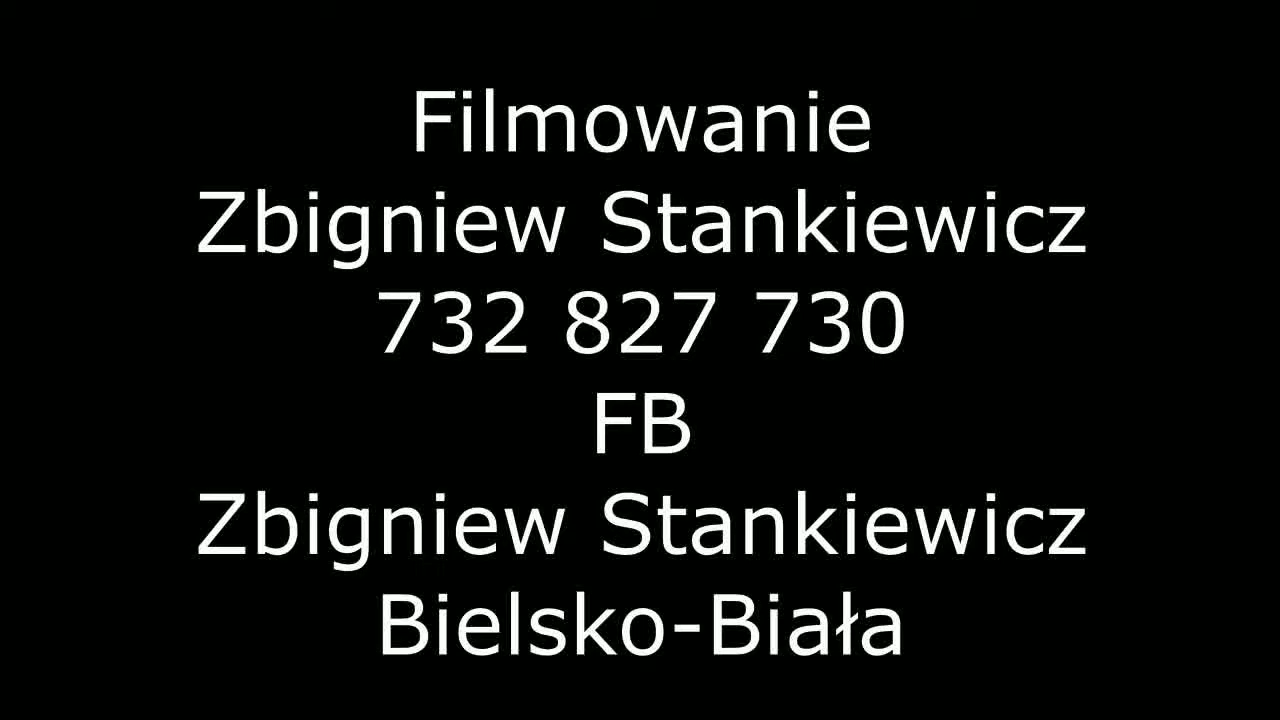 Filmowanie
Zbigniew Stankiewicz
732 827 730
FB
Zbigniew Stankiewicz
Bielsko-Biała